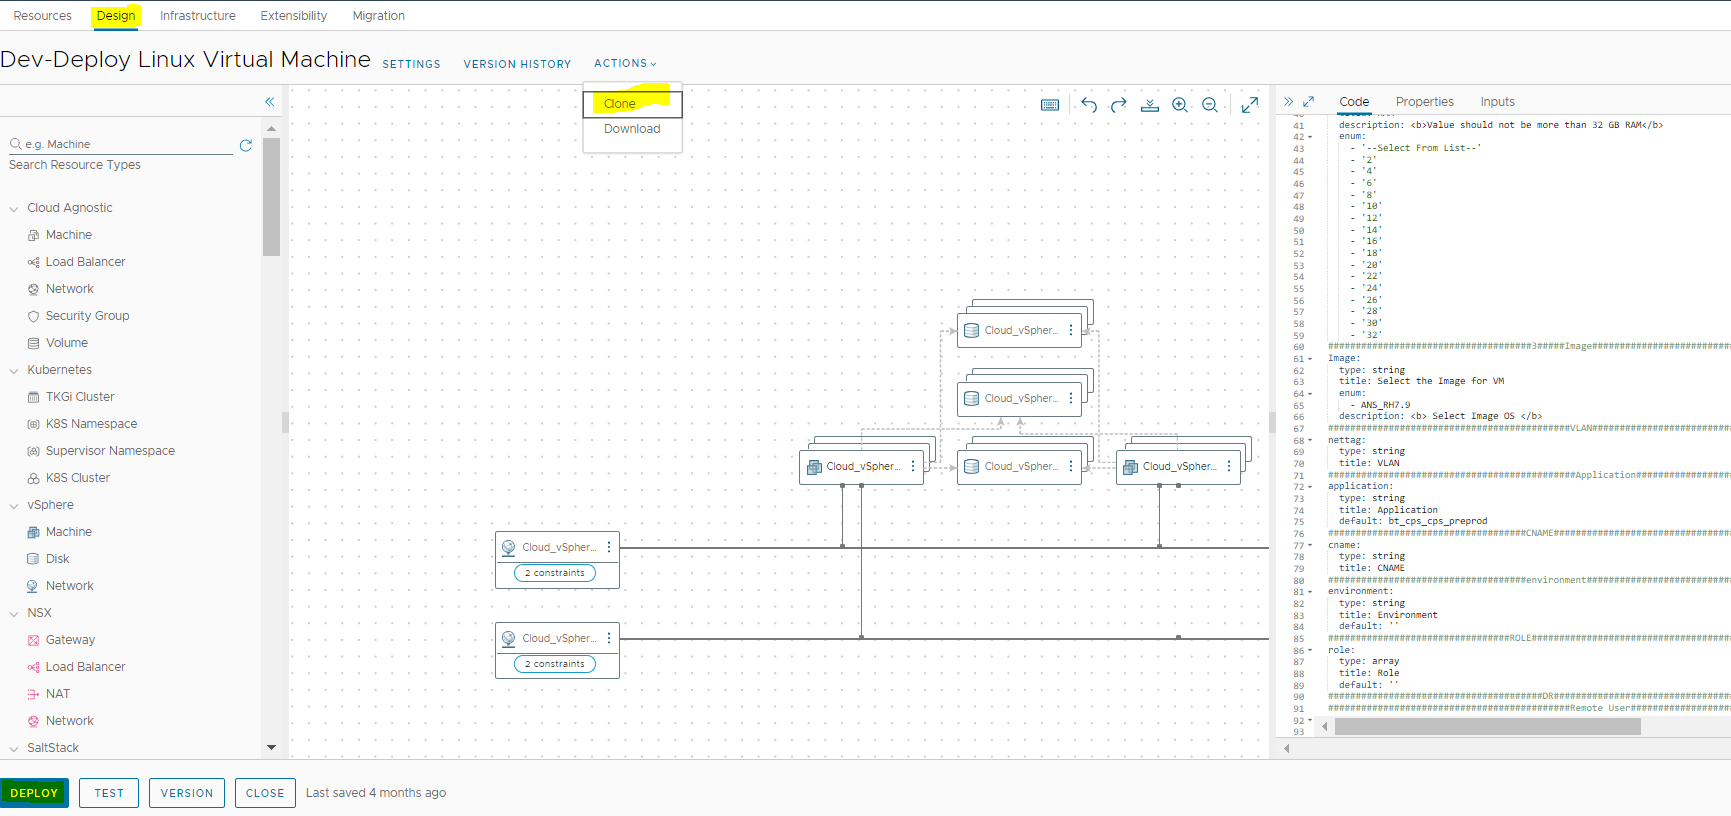 Resources Design Infrastructure Extensibility Migration
Dev-Deploy Linux Virtual Machine SETTINGS VERSION HISTORY ACTIONS
Clone
Download
e.g. Machine
Search Resource Types
Cloud Agnostic
Machine
Load Balancer
Network
Security Group
Volume
Kubernetes
TKGi Cluster
K8S Namespace
Supervisor Namespace
K8S Cluster
vSphere
Machine
Disk
Network
NSX
Gateway
Load Balancer
NAT
Network
SaltStack
Cloud_vSpher...
Cloud_vSpher...
Cloud_vSpher... Cloud_vSpher... Cloud_vSpher...
Cloud_vSpher...
2 constraints
Cloud_vSpher...
2 constraints
Code Properties Inputs
41 description: <b>Value should not be more than 32 GB RAM</b>
42 enum:
43 - '--Select From List--'
44 - '2'
45 - '4'
46 - '6'
47 - '8'
48 - '10'
49 - '12'
50 - '14'
51 - '16'
52 - '18'
53 - '20'
54 - '22'
55 - '24'
56 - '26'
57 - '28'
58 - '30'
59 - '32'
60 #####################################3#####Image#########################
61 Image:
62 type: string
63 title: Select the Image for VM
64 enum:
65 - ANS_RH7.9
66 description: <b> Select Image OS </b>
67 ############################################VLAN#####################
68 nettag:
69 type: string
70 title: VLAN
71 #############################################Application#################
72 application:
73 type: string
74 title: Application
75 default: bt_cps_cps_preprod
76 ####################################CNAME################################
77 cname:
78 type: string
79 title: CNAME
80 ####################################environment##########################
81 environment:
82 type: string
83 title: Environment
84 default: ''
85 #################################ROLE####################################
86 role:
87 type: array
88 title: Role
89 default: ''
90 #######################################DR################################
91 ############################################Remote User##################
92
93
DEPLOY TEST VERSION CLOSE Last saved 4 months ago